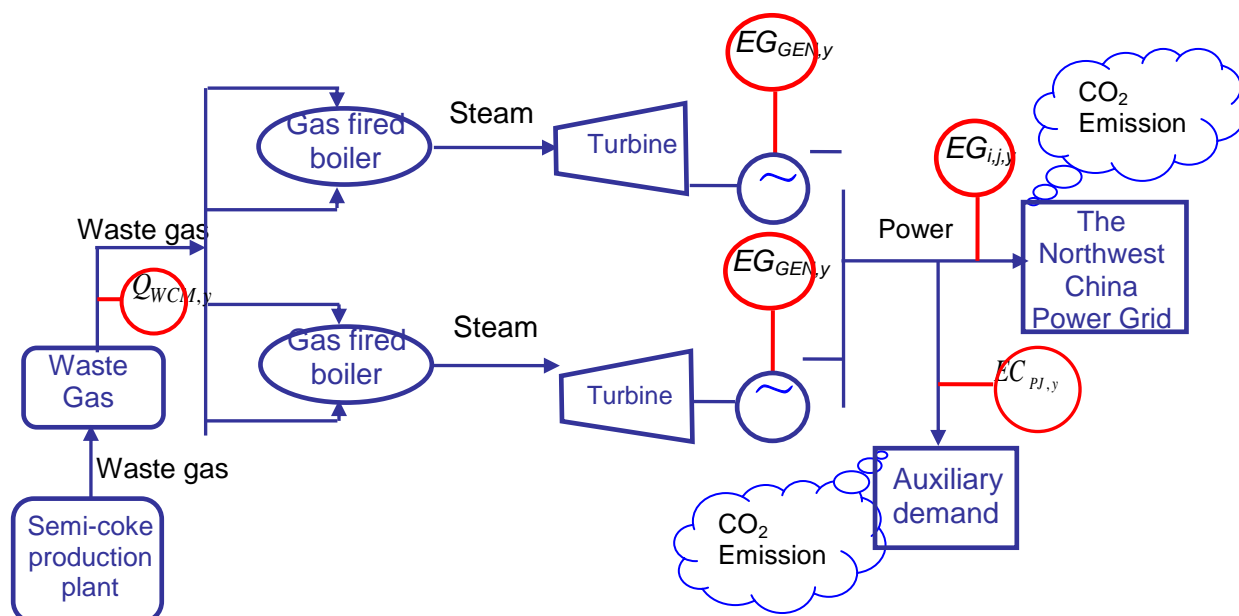 EG_GEN,y
CO₂
Emission
Steam
Gas fired
boiler
Turbine
~
EG_i,j,y
Waste gas
Power
The
Northwest
China
Power Grid
Q_WCM,y
EG_GEN,y
Steam
Gas fired
boiler
Turbine
~
Waste
Gas
EC_PJ,y
Waste gas
Auxiliary
demand
CO₂
Emission
Semi-coke
production
plant